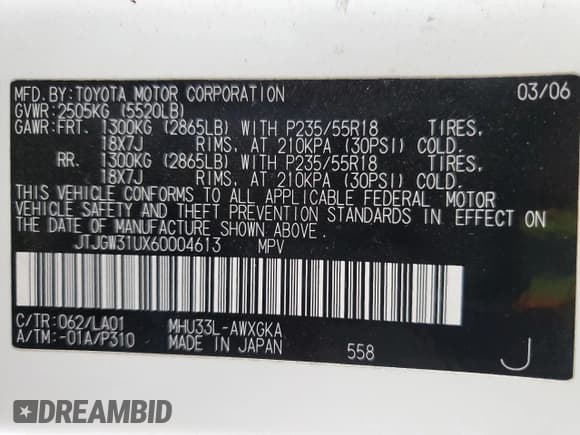 MFD. BY: TOYOTA MOTOR CORPORATION 03/06
GVWR: 2505KG (5520LB)
GAWR: FRT. 1300KG (2865LB) WITH P235/55R18 TIRES,
18X7J RIMS, AT 210KPA (30PSI) COLD.
RR. 1300KG (2865LB) WITH P235/55R18 TIRES,
18X7J RIMS, AT 210KPA (30PSI) COLD.
THIS VEHICLE CONFORMS TO ALL APPLICABLE FEDERAL MOTOR
VEHICLE SAFETY AND THEFT PREVENTION STANDARDS IN EFFECT ON
THE DATE OF MANUFACTURE SHOWN ABOVE.
JTJGW31UX60004613 MPV
C/TR: 062/LA01 MHU33L-AWXGKA
A/TM: -01A/P310 MADE IN JAPAN 558 J
DREAMBID